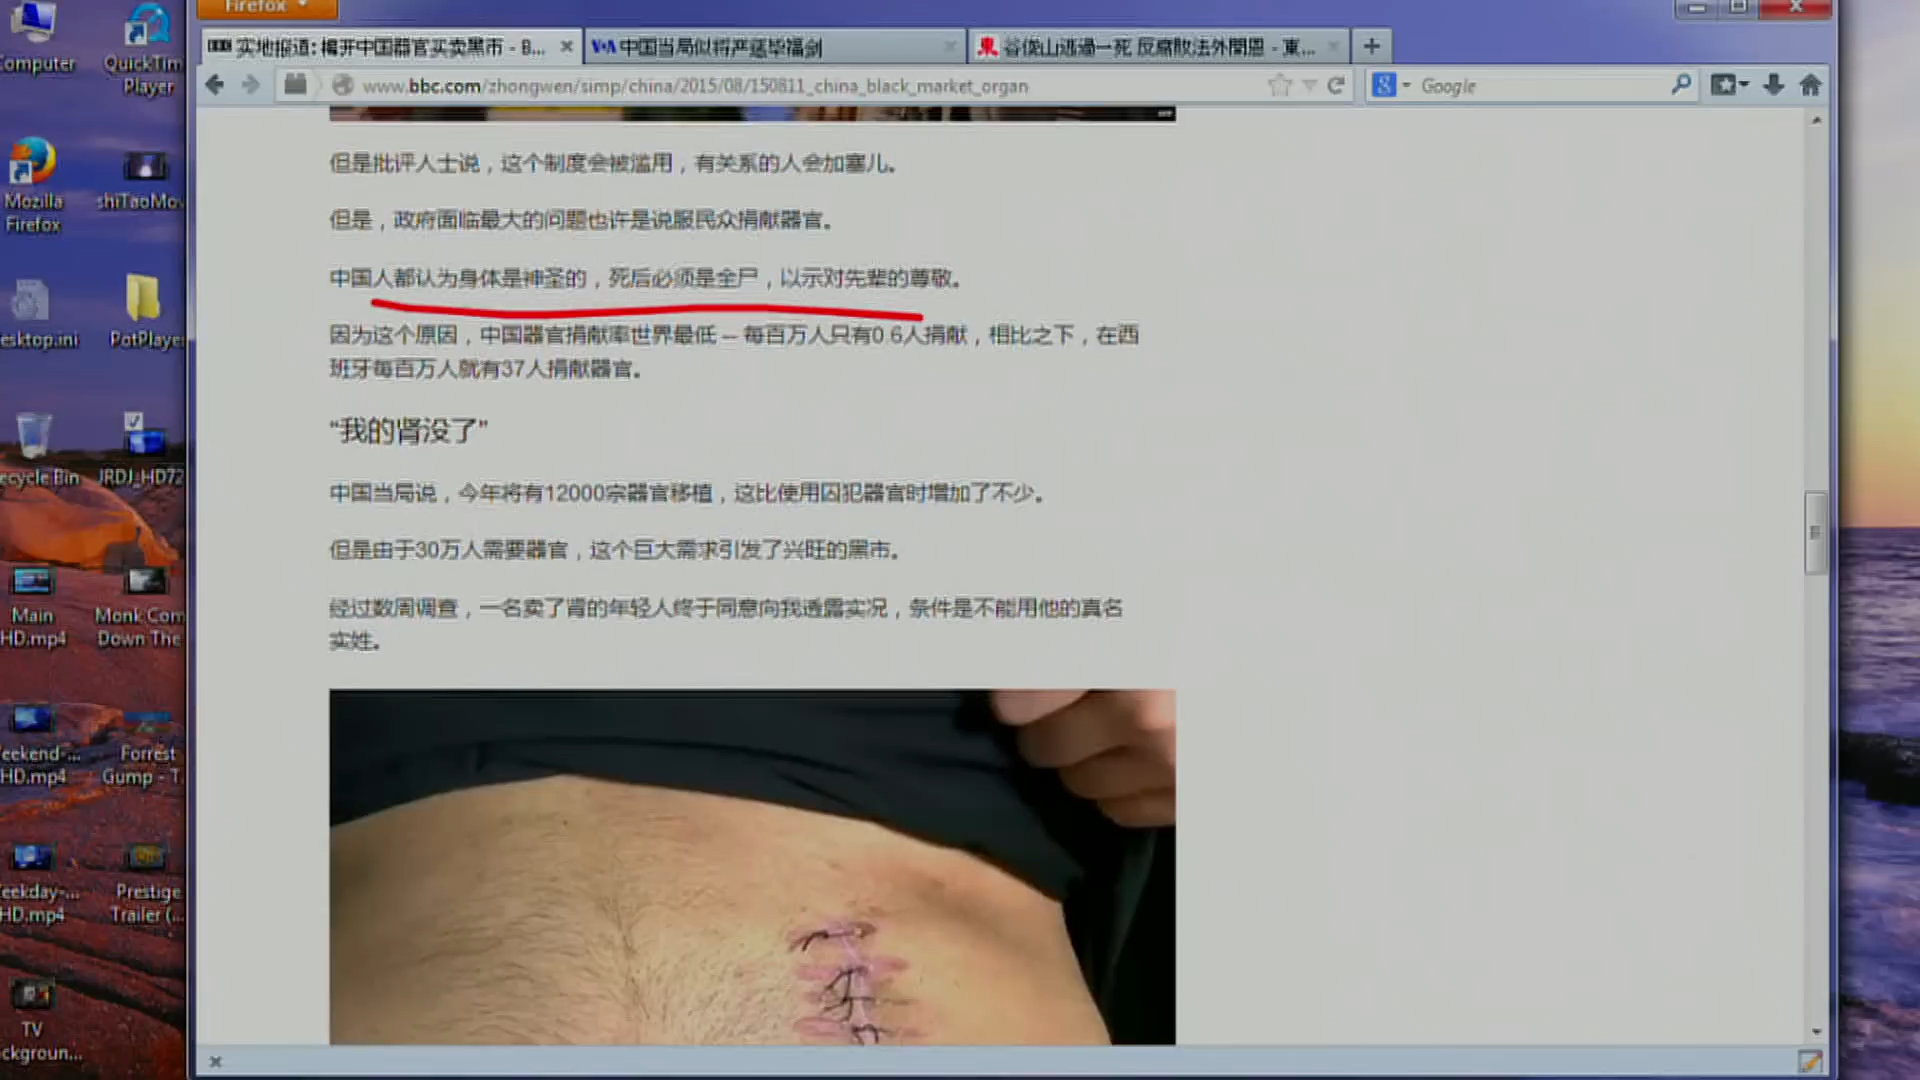 Firefox
Computer
QuickTim
Player
实地报道: 揭开中国器官买卖黑市 - B...
VOA 中国当局似将严惩毕福剑
東 谷俊山逃過一死 反腐敗法外開恩 - 東...
www.bbc.com/zhongwen/simp/china/2015/08/150811_china_black_market_organ
Google
Mozilla
Firefox
shiTaoMov
esktop.ini
PotPlayer
ecycle Bin
JRDJ_HD72
Main
HD.mp4
Monk Com
Down The
eekend-...
HD.mp4
Forrest
Gump - T.
eekday-...
HD.mp4
Prestige
Trailer (...
TV
ckgroun...
但是批评人士说，这个制度会被滥用，有关系的人会加塞儿。
但是，政府面临最大的问题也许是说服民众捐献器官。
中国人都认为身体是神圣的，死后必须是全尸，以示对先辈的尊敬。
因为这个原因，中国器官捐献率世界最低 -- 每百万人只有0.6人捐献，相比之下，在西
班牙每百万人就有37人捐献器官。
“我的肾没了”
中国当局说，今年将有12000宗器官移植，这比使用囚犯器官时增加了不少。
但是由于30万人需要器官，这个巨大需求引发了兴旺的黑市。
经过数周调查，一名卖了肾的年轻人终于同意向我透露实况，条件是不能用他的真名
实姓。